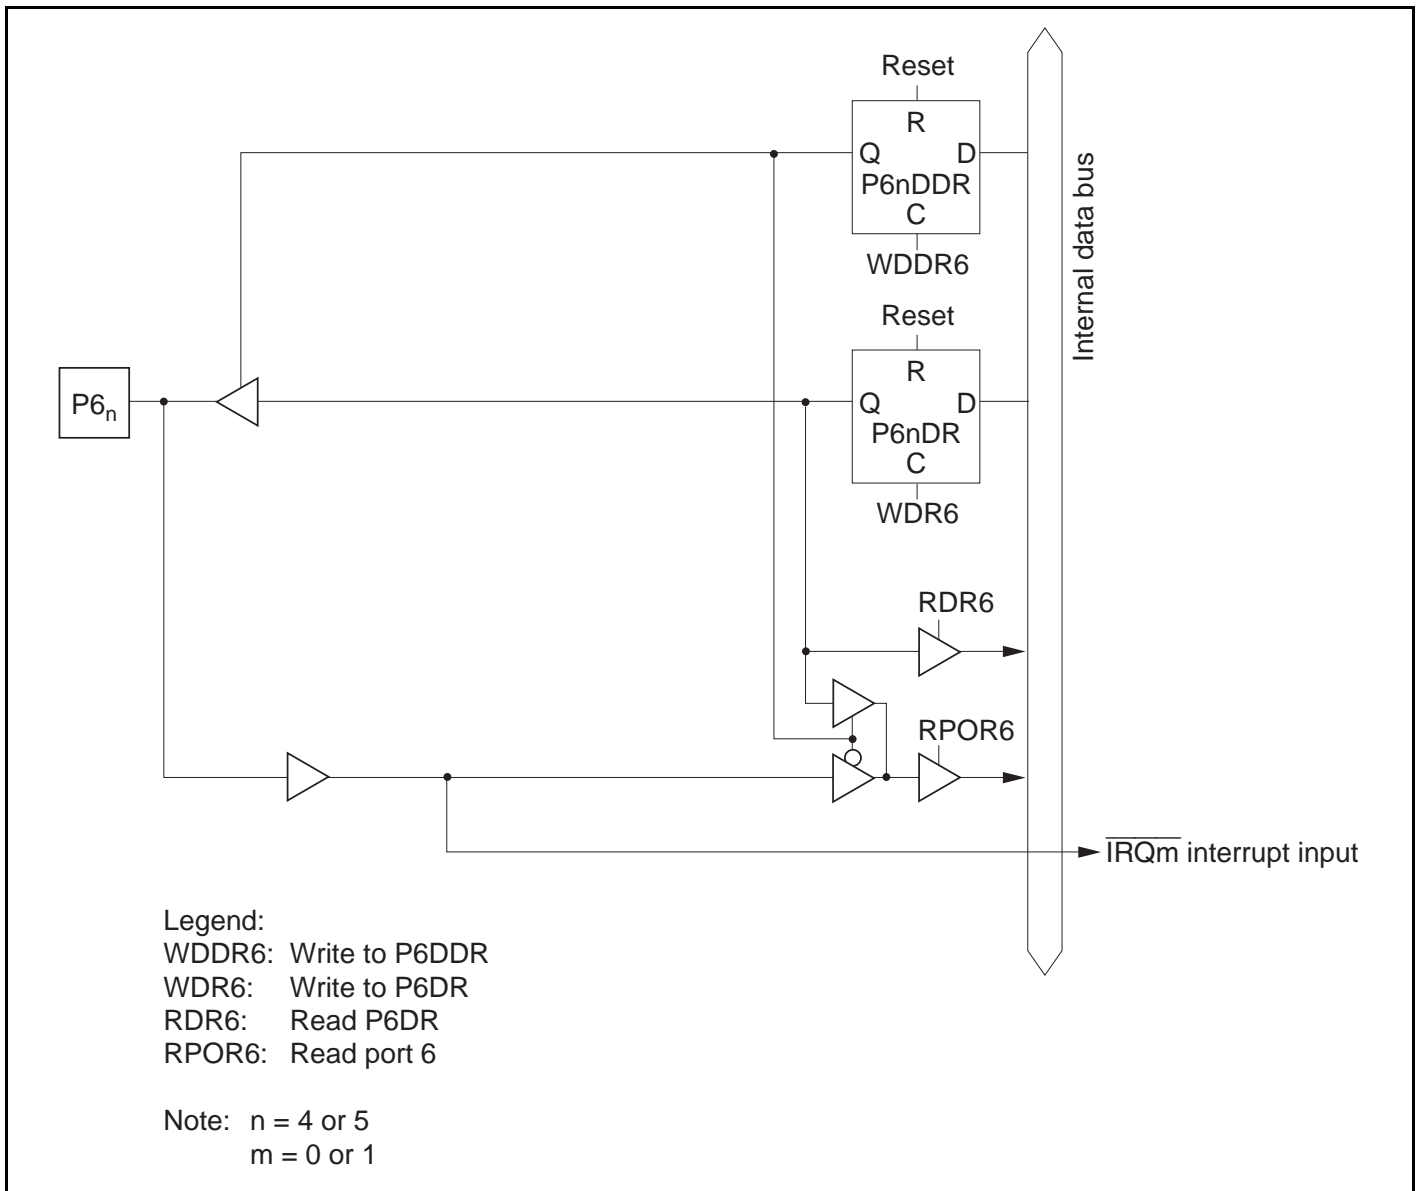 Reset
R
Q D
P6nDDR
C
WDDR6
Internal data bus
Reset
R
P6n
Q D
P6nDR
C
WDR6
RDR6
RPOR6
IRQm interrupt input
Legend:
WDDR6: Write to P6DDR
WDR6: Write to P6DR
RDR6: Read P6DR
RPOR6: Read port 6
Note: n = 4 or 5
m = 0 or 1